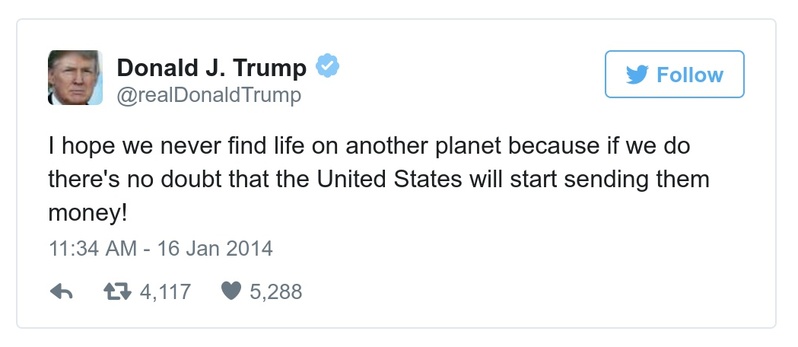 Donald J. Trump
Follow
@realDonaldTrump
I hope we never find life on another planet because if we do
there's no doubt that the United States will start sending them
money!
11:34 AM - 16 Jan 2014
4,117 5,288